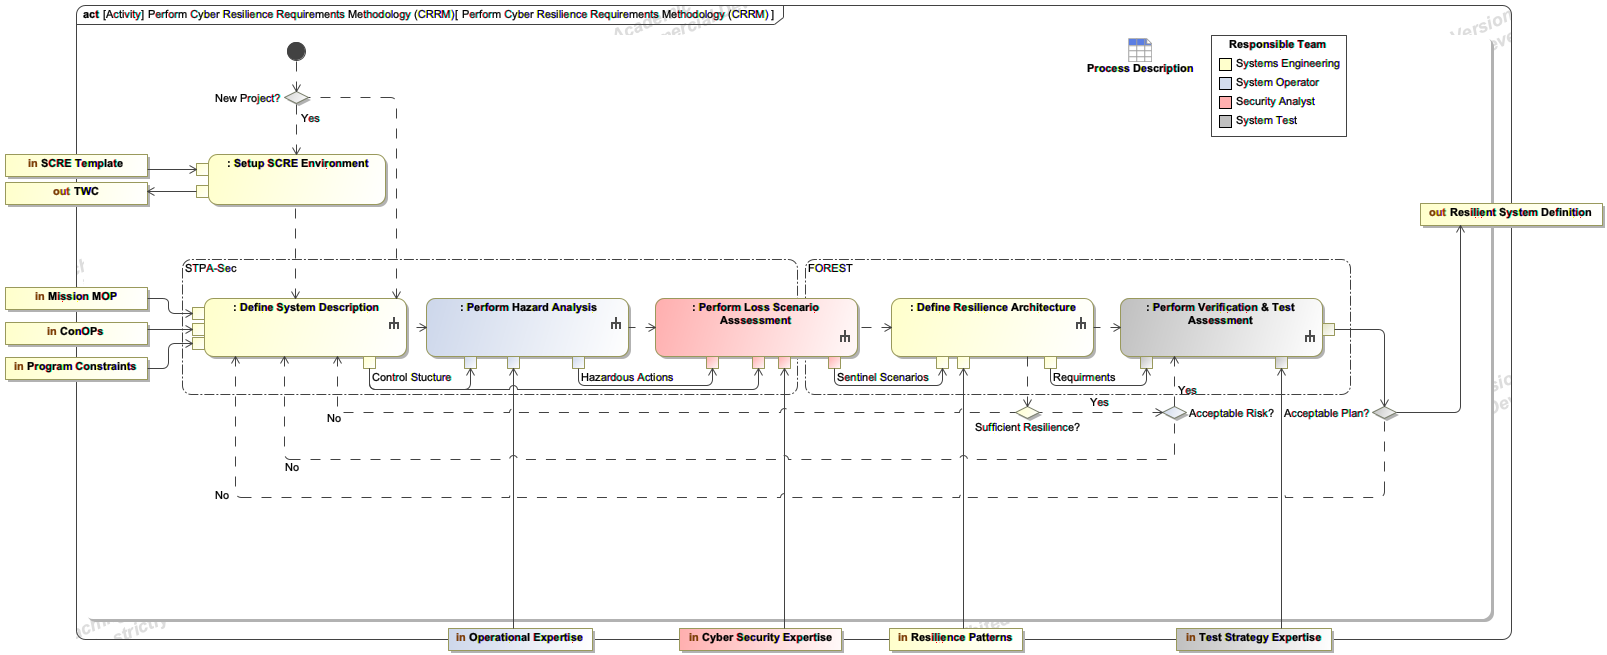 act [Activity] Perform Cyber Resilience Requirements Methodology (CRRM)[ Perform Cyber Resilience Requirements Methodology (CRRM) ]
Process Description
Responsible Team
Systems Engineering
System Operator
Security Analyst
System Test
New Project?
Yes
in SCRE Template
out TWC
: Setup SCRE Environment
out Resilient System Definition
STPA-Sec
FOREST
in Mission MOP
in ConOPs
in Program Constraints
: Define System Description
: Perform Hazard Analysis
: Perform Loss Scenario
Asssessment
: Define Resilience Architecture
: Perform Verification & Test
Assessment
Control Stucture
Hazardous Actions
Sentinel Scenarios
Requirments
Yes
Yes
No
Sufficient Resilience?
Acceptable Risk?
Acceptable Plan?
No
No
in Operational Expertise
in Cyber Security Expertise
in Resilience Patterns
in Test Strategy Expertise